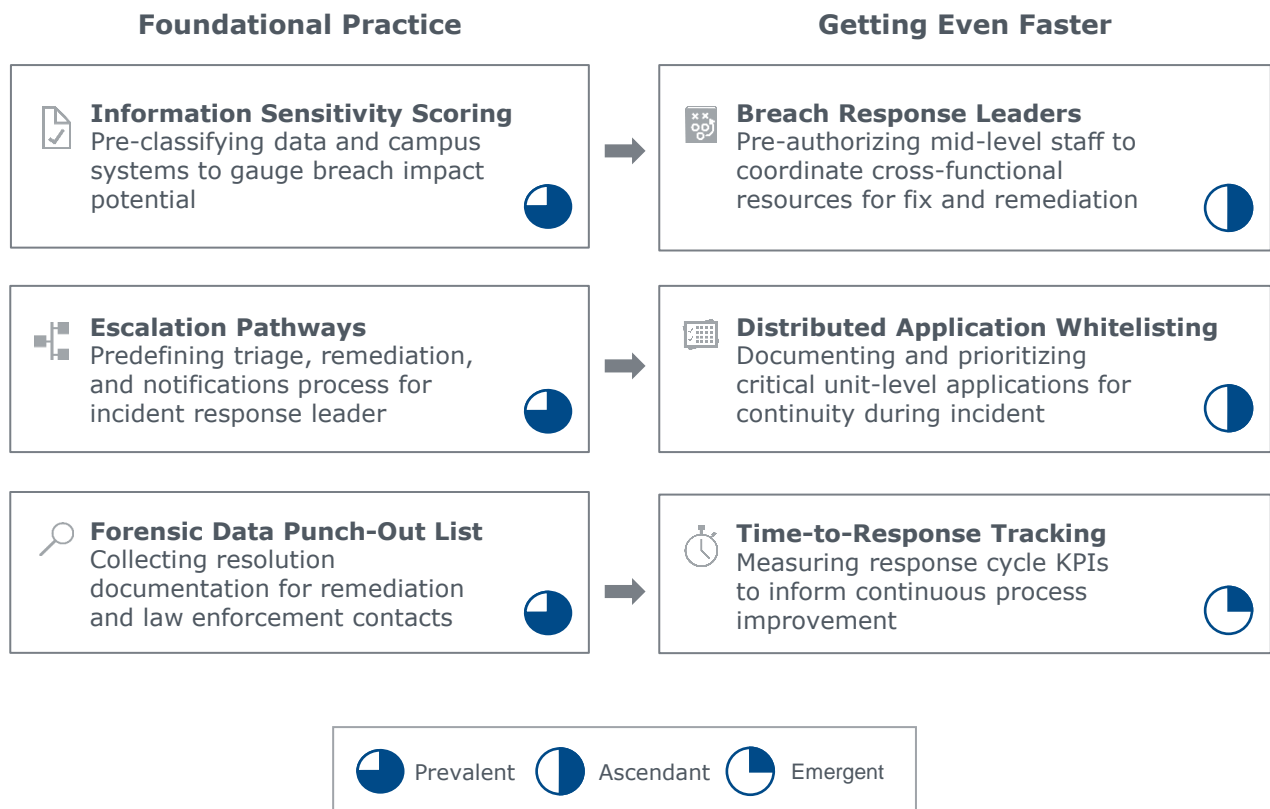 Foundational Practice
Getting Even Faster
Information Sensitivity Scoring
Pre-classifying data and campus
systems to gauge breach impact
potential
Breach Response Leaders
Pre-authorizing mid-level staff to
coordinate cross-functional
resources for fix and remediation
Escalation Pathways
Predefining triage, remediation,
and notifications process for
incident response leader
Distributed Application Whitelisting
Documenting and prioritizing
critical unit-level applications for
continuity during incident
Forensic Data Punch-Out List
Collecting resolution
documentation for remediation
and law enforcement contacts
Time-to-Response Tracking
Measuring response cycle KPIs
to inform continuous process
improvement
Prevalent
Ascendant
Emergent